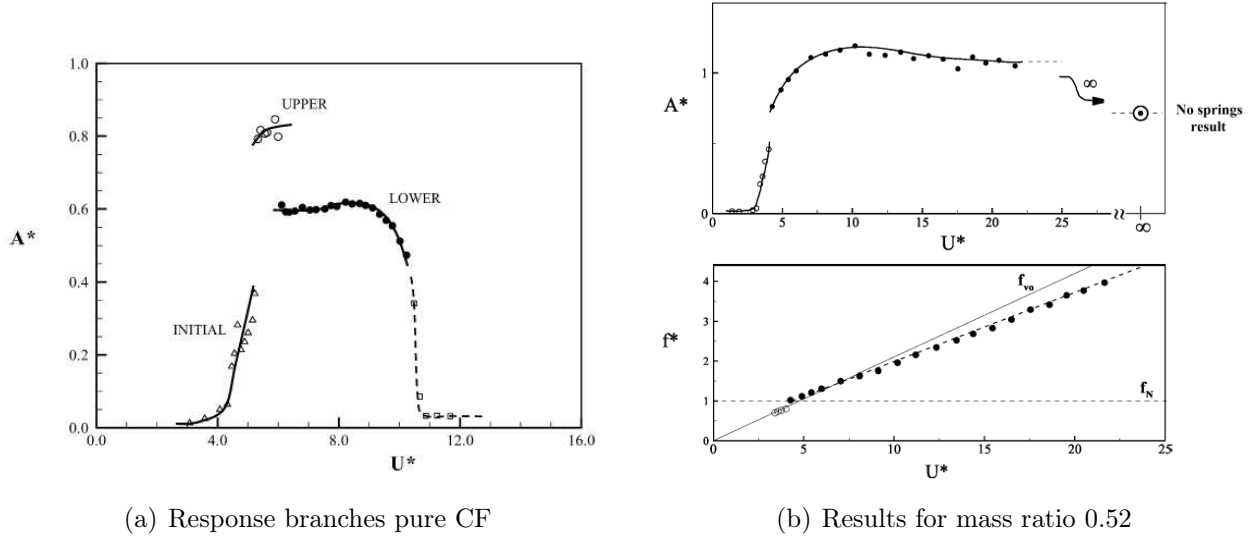 1.0
0.8
0.6
0.4
0.2
0.0
A*
UPPER
LOWER
INITIAL
0.0
4.0
8.0
12.0
16.0
U*
(a) Response branches pure CF
1
0
A*
∞
No springs
result
0
5
10
15
20
25
≈
∞
U*
4
3
2
1
0
f*
f_vo
f_N
0
5
10
15
20
25
U*
(b) Results for mass ratio 0.52